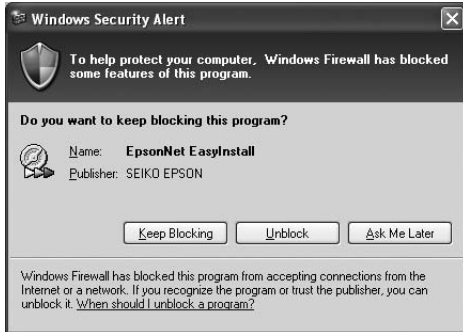 Windows Security Alert
To help protect your computer, Windows Firewall has blocked
some features of this program.
Do you want to keep blocking this program?
Name: EpsonNet EasyInstall
Publisher: SEIKO EPSON
Keep Blocking Unblock Ask Me Later
Windows Firewall has blocked this program from accepting connections from the
Internet or a network. If you recognize the program or trust the publisher, you can
unblock it. When should I unblock a program?